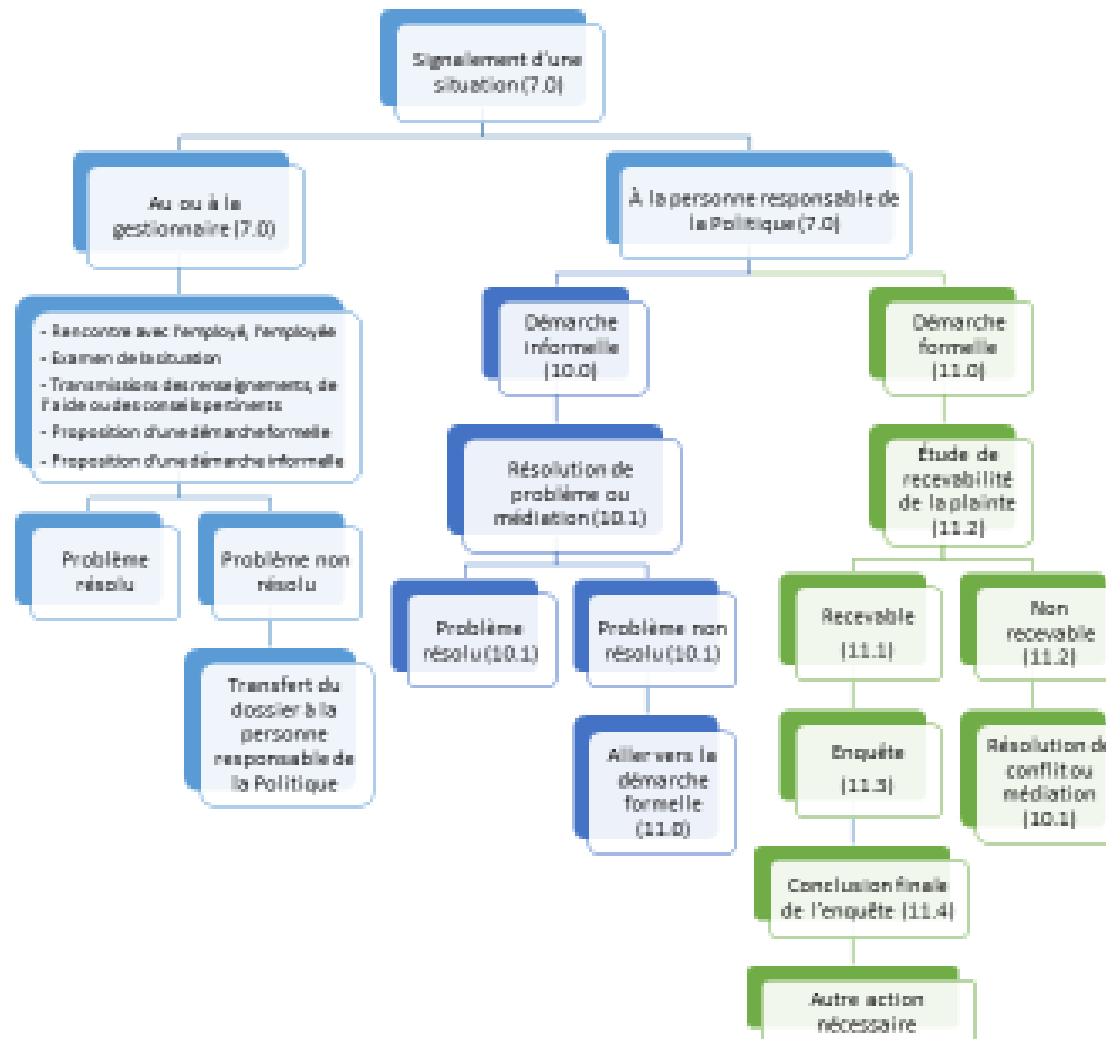 Signalement d'une
situation (7.0)
Au ou à la
gestionnaire (7.0)
À la personne responsable de
la Politique (7.0)
- Rencontre avec l'employé, l'employée
- Examen de la situation
- Transmissions des renseignements, de
l'aide ou des conseils pertinents
- Proposition d'une démarche formelle
- Proposition d'une démarche informelle
Problème
résolu
Problème non
résolu
Transfert du
dossier à la
personne
responsable de
la Politique
Démarche
informelle
(10.0)
Résolution de
problème ou
médiation (10.1)
Problème
résolu (10.1)
Problème non
résolu (10.1)
Aller vers la
démarche
formelle
(11.0)
Démarche
formelle
(11.0)
Étude de
recevabilité
de la plainte
(11.2)
Recevable
(11.1)
Non
recevable
(11.2)
Enquête
(11.3)
Résolution de
conflit ou
médiation
(10.1)
Conclusion finale
de l'enquête (11.4)
Autre action
nécessaire